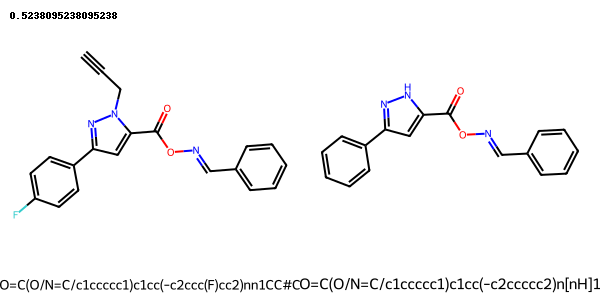 0.5238095238095238
N
N
O
O
N
F
H
N
N
O
O
N
O=C(O/N=C/c1ccccc1)c1cc(-c2ccc(F)cc2)nn1CC#CO=C(O/N=C/c1ccccc1)c1cc(-c2ccccc2)n[nH]1